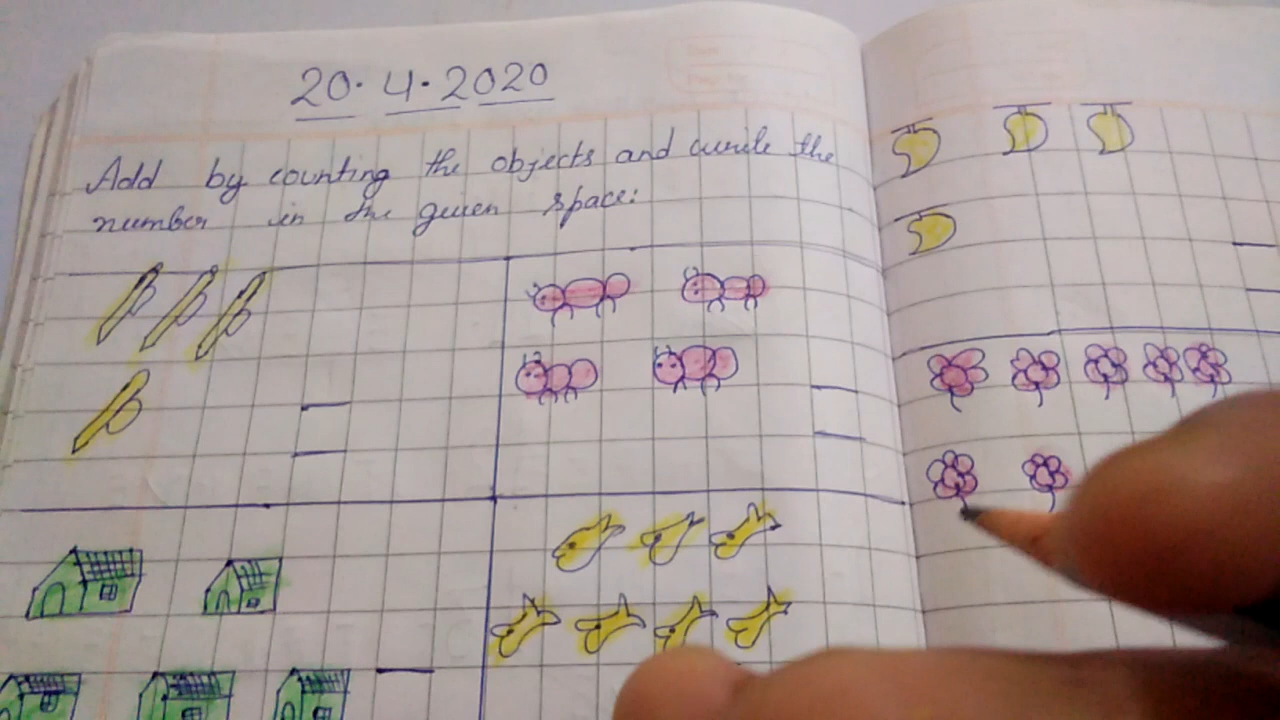 20.4.2020
Add by counting the objects and write the
number in the given space: